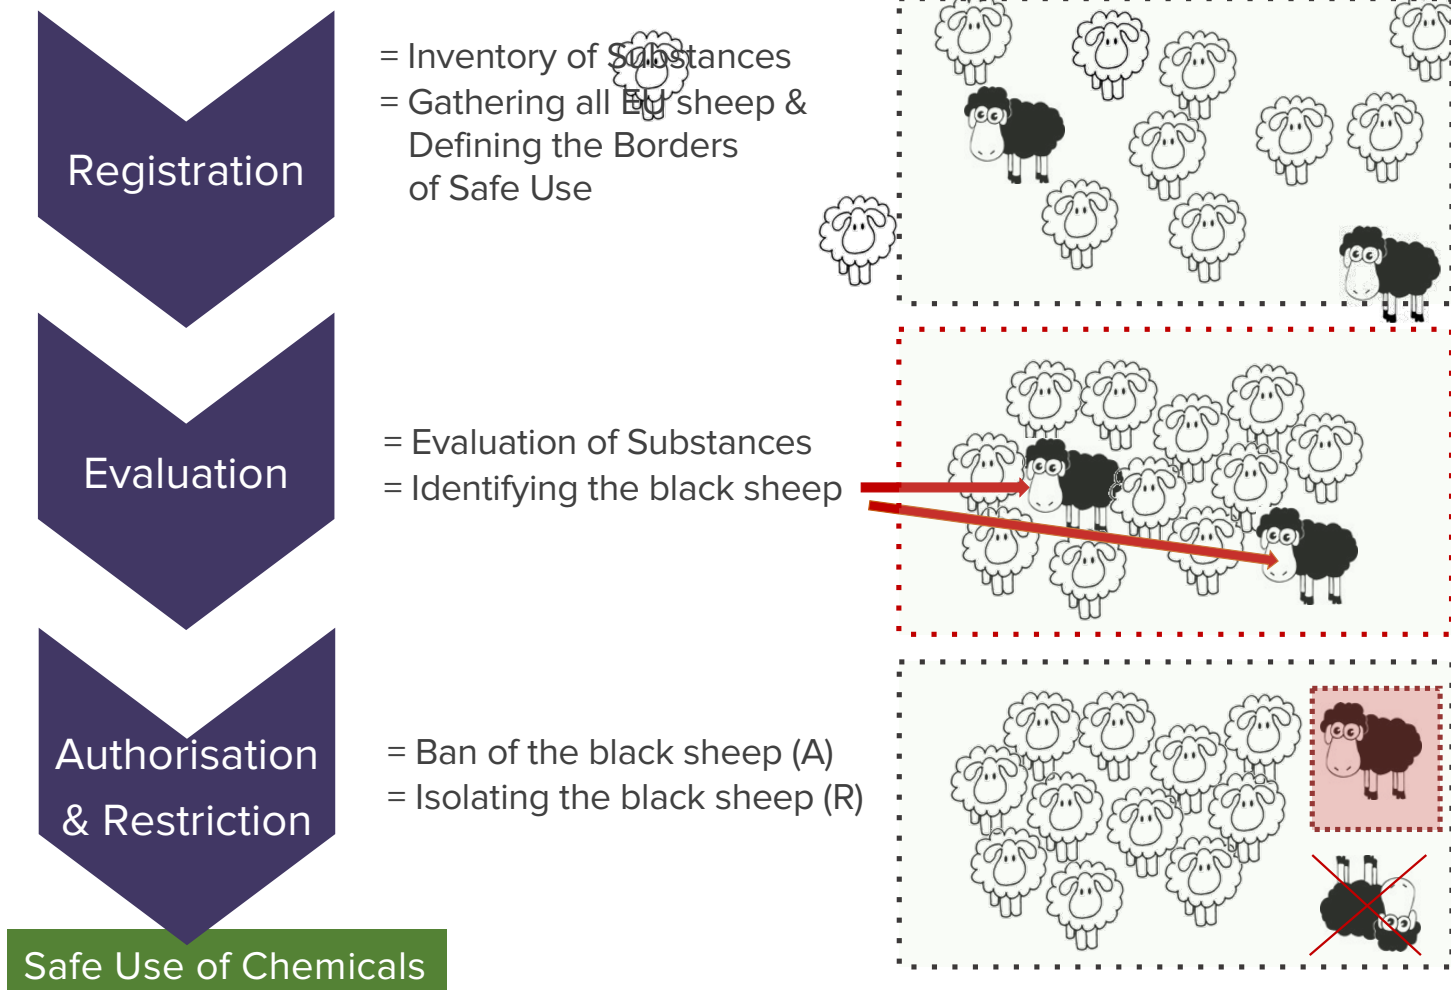 Registration
= Inventory of Substances
= Gathering all EU sheep &
Defining the Borders
of Safe Use
Evaluation
= Evaluation of Substances
= Identifying the black sheep
Authorisation
& Restriction
= Ban of the black sheep (A)
= Isolating the black sheep (R)
Safe Use of Chemicals